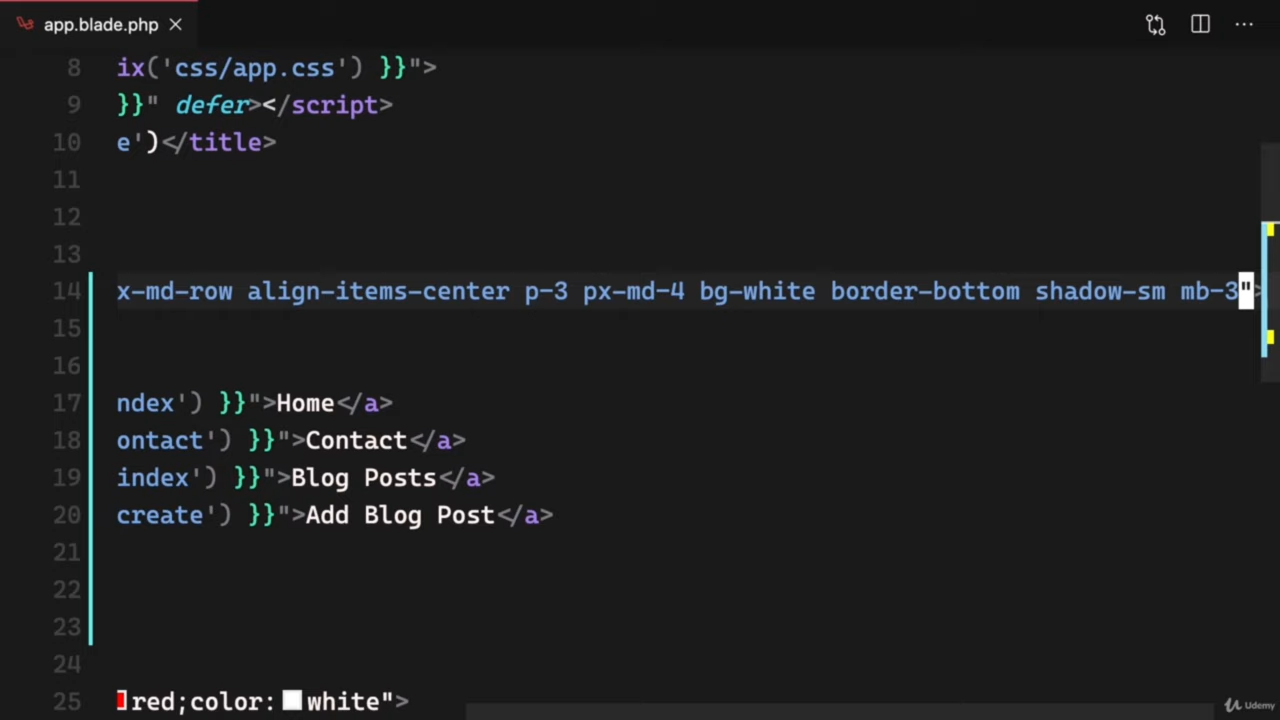 app.blade.php
8 ix('css/app.css') }}">
9 }}" defer></script>
10 e')</title>
11
12
13
14 x-md-row align-items-center p-3 px-md-4 bg-white border-bottom shadow-sm mb-3">
15
16
17 ndex') }}">Home</a>
18 ontact') }}">Contact</a>
19 index') }}">Blog Posts</a>
20 create') }}">Add Blog Post</a>
21
22
23
24
25 red;color: white">
Udemy